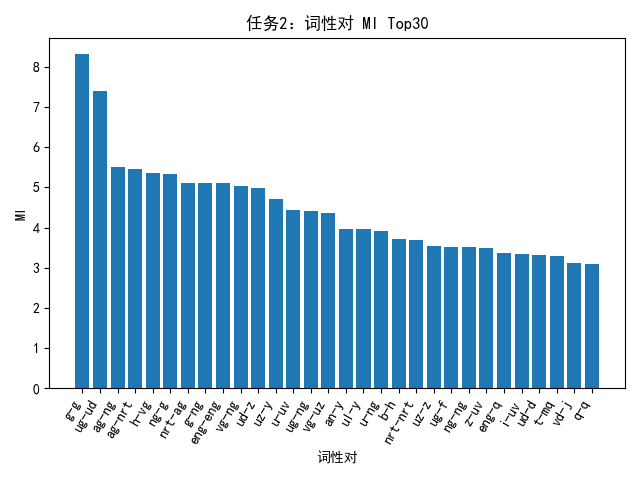 任务2：词性对 MI Top30
MI
8
7
6
5
4
3
2
1
0
g-g
ug-ud
ag-ng
ag-nrt
h-vg
ng-g
nrt-ag
g-ng
eng-eng
vg-ng
ud-z
uz-y
u-uv
ug-ng
vg-uz
an-y
ul-y
u-ng
b-h
nrt-nrt
uz-z
ug-f
ng-ng
z-uv
eng-q
i-uv
ud-d
t-mq
vd-j
q-q
词性对